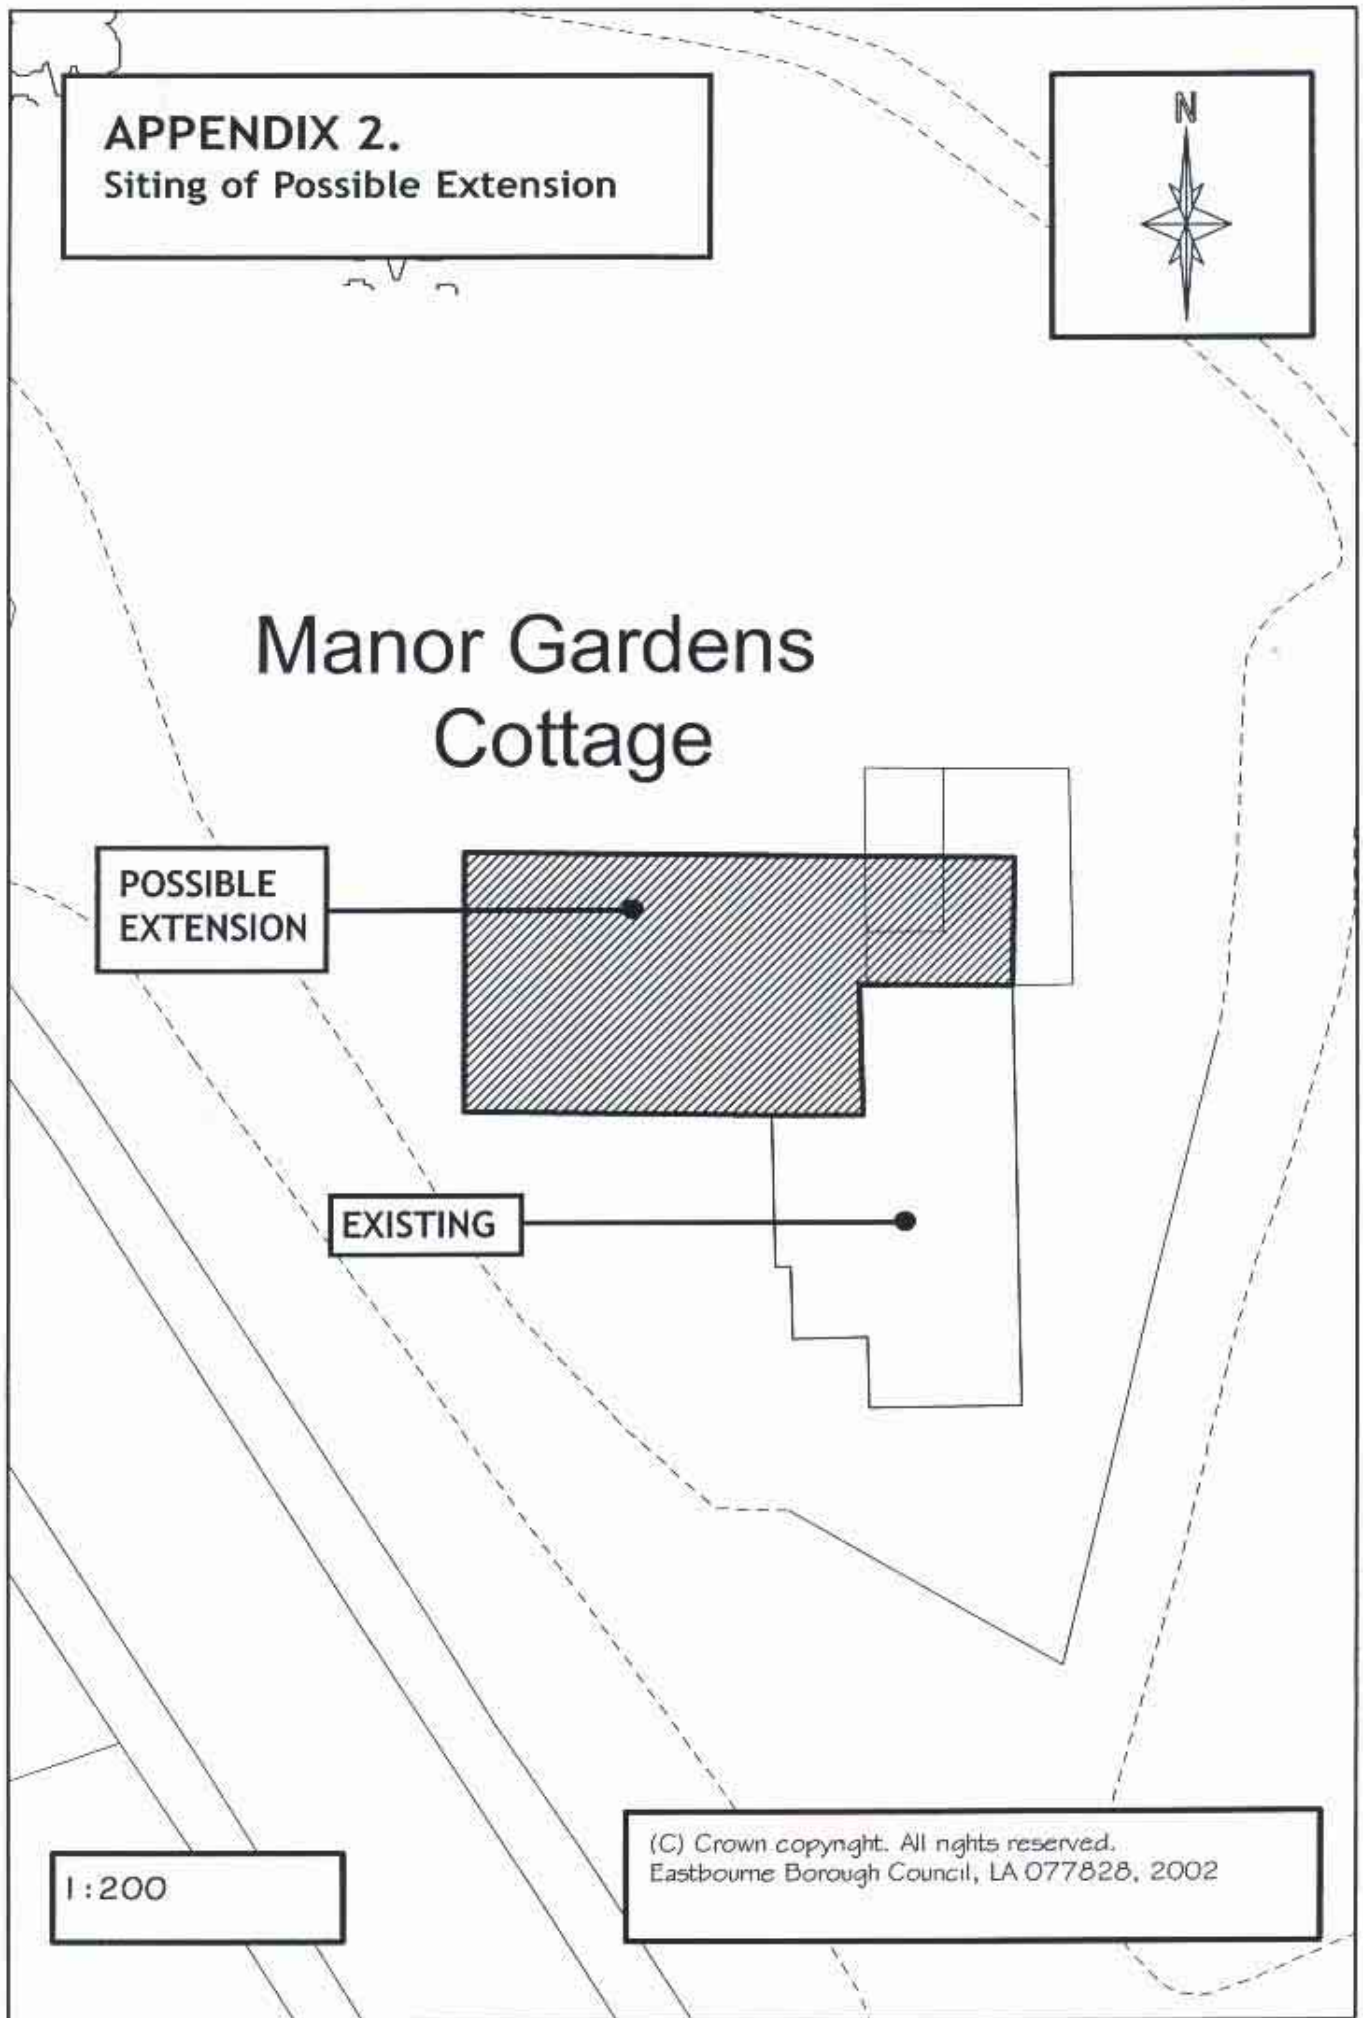 APPENDIX 2.
Siting of Possible Extension
N
Manor Gardens
Cottage
POSSIBLE
EXTENSION
EXISTING
(C) Crown copyright. All rights reserved.
Eastbourne Borough Council, LA 077828, 2002
1:200